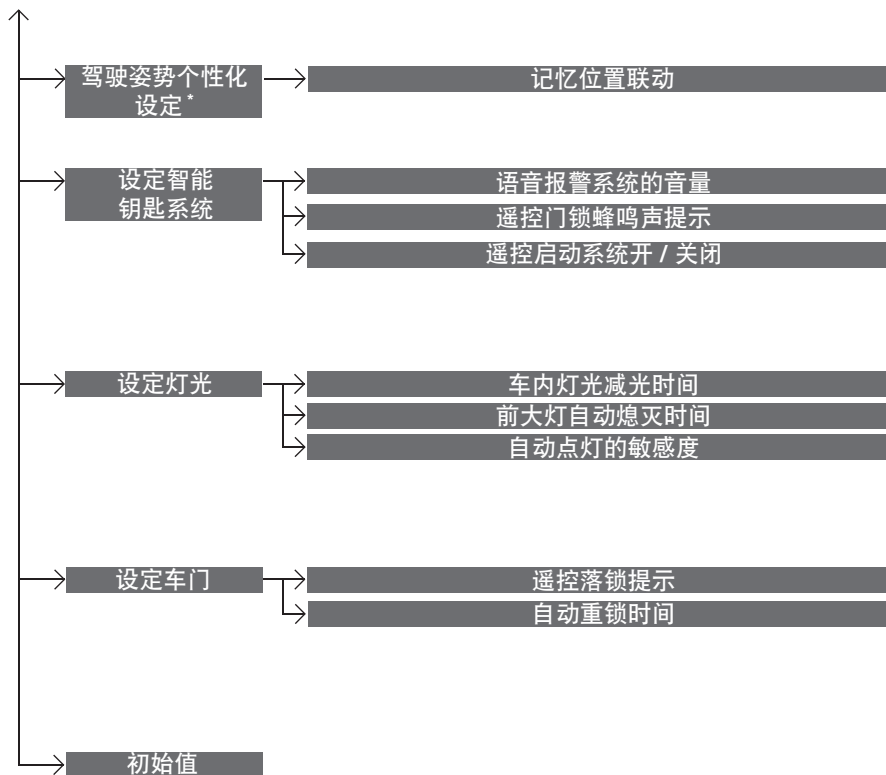 驾驶姿势个性化
设定*
记忆位置联动
设定智能
钥匙系统
语音报警系统的音量
遥控门锁蜂鸣声提示
遥控启动系统开 / 关闭
设定灯光
车内灯光减光时间
前大灯自动熄灭时间
自动点灯的敏感度
设定车门
遥控落锁提示
自动重锁时间
初始值